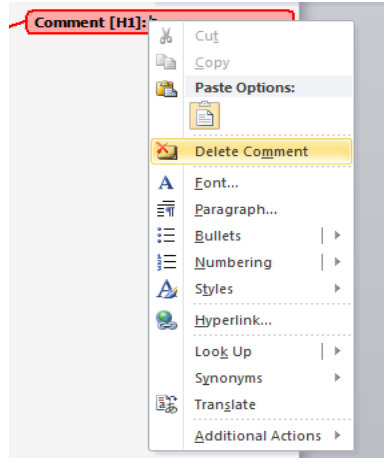 Comment [H1]:
Cut
Copy
Paste Options:
Delete Comment
Font...
Paragraph...
Bullets
Numbering
Styles
Hyperlink...
Look Up
Synonyms
Translate
Additional Actions